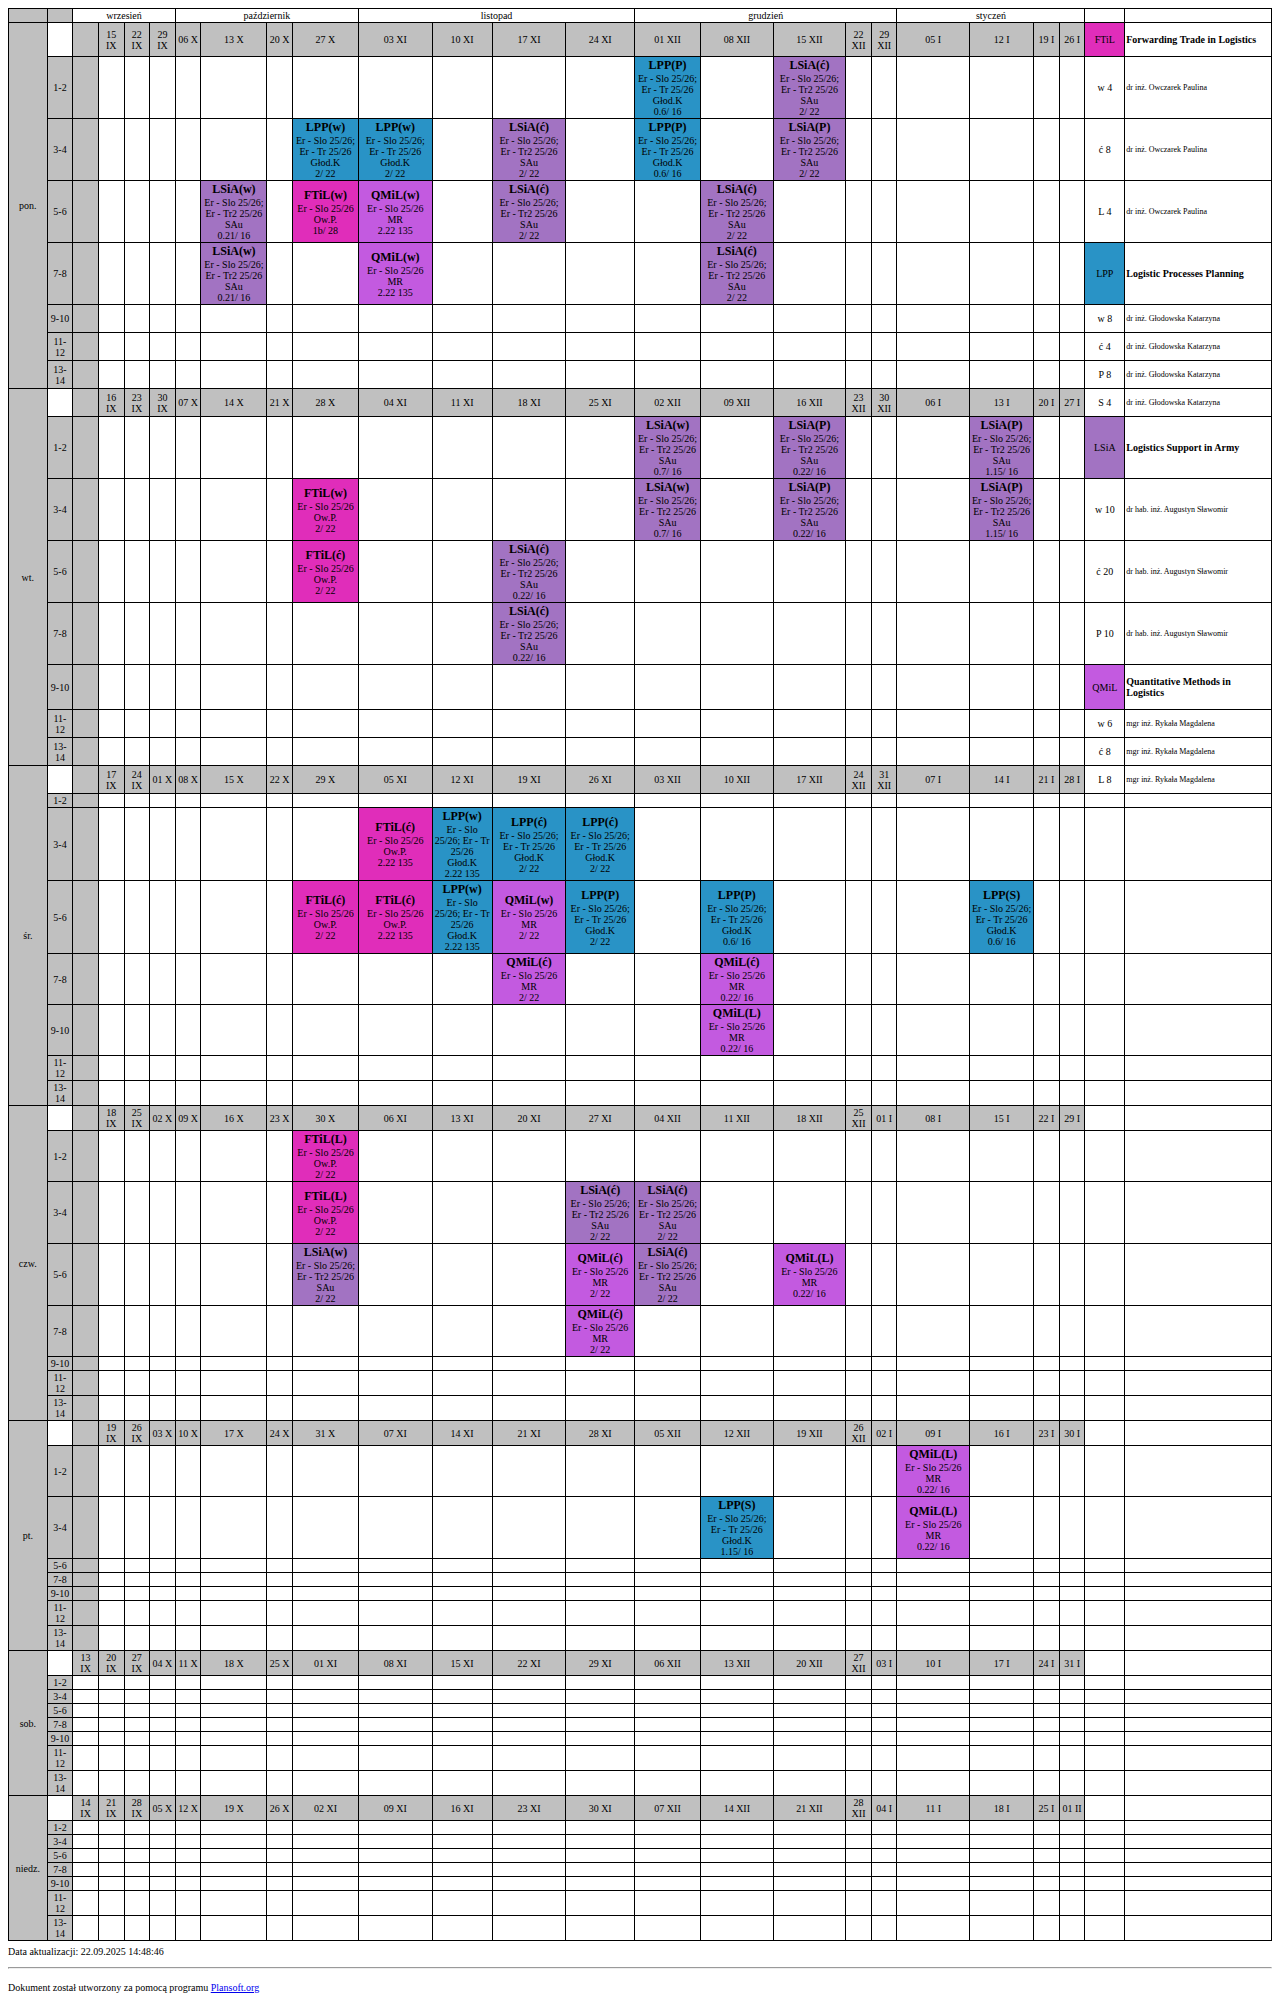 wrzesień październik listopad grudzień styczeń
pon. 15 IX 22 IX 29 IX 06 X 13 X 20 X 27 X 03 XI 10 XI 17 XI 24 XI 01 XII 08 XII 15 XII 22 XII 29 XII 05 I 12 I 19 I 26 I FTiL Forwarding Trade in Logistics
1-2 LPP(P) Er - Slo 25/26; Er - Tr 25/26 Głod.K 0.6/ 16 LSiA(ć) Er - Slo 25/26; Er - Tr2 25/26 SAu 2/ 22 w 4 dr inż. Owczarek Paulina
3-4 LPP(w) Er - Slo 25/26; Er - Tr 25/26 Głod.K 2/ 22 LPP(w) Er - Slo 25/26; Er - Tr 25/26 Głod.K 2/ 22 LSiA(ć) Er - Slo 25/26; Er - Tr2 25/26 SAu 2/ 22 LPP(P) Er - Slo 25/26; Er - Tr 25/26 Głod.K 0.6/ 16 LSiA(P) Er - Slo 25/26; Er - Tr2 25/26 SAu 2/ 22 ć 8 dr inż. Owczarek Paulina
5-6 LSiA(w) Er - Slo 25/26; Er - Tr2 25/26 SAu 0.21/ 16 FTiL(w) Er - Slo 25/26 Ow.P. 1b/ 28 QMiL(w) Er - Slo 25/26 MR 2.22 135 LSiA(ć) Er - Slo 25/26; Er - Tr2 25/26 SAu 2/ 22 LSiA(ć) Er - Slo 25/26; Er - Tr2 25/26 SAu 2/ 22 L 4 dr inż. Owczarek Paulina
7-8 LSiA(w) Er - Slo 25/26; Er - Tr2 25/26 SAu 0.21/ 16 QMiL(w) Er - Slo 25/26 MR 2.22 135 LSiA(ć) Er - Slo 25/26; Er - Tr2 25/26 SAu 2/ 22 LPP Logistic Processes Planning
9-10 w 8 dr inż. Głodowska Katarzyna
11-12 ć 4 dr inż. Głodowska Katarzyna
13-14 P 8 dr inż. Głodowska Katarzyna
wt. 16 IX 23 IX 30 IX 07 X 14 X 21 X 28 X 04 XI 11 XI 18 XI 25 XI 02 XII 09 XII 16 XII 23 XII 30 XII 06 I 13 I 20 I 27 I S 4 dr inż. Głodowska Katarzyna
1-2 LSiA(w) Er - Slo 25/26; Er - Tr2 25/26 SAu 0.7/ 16 LSiA(P) Er - Slo 25/26; Er - Tr2 25/26 SAu 0.22/ 16 LSiA(P) Er - Slo 25/26; Er - Tr2 25/26 SAu 1.15/ 16 LSiA Logistics Support in Army
3-4 FTiL(w) Er - Slo 25/26 Ow.P. 2/ 22 LSiA(w) Er - Slo 25/26; Er - Tr2 25/26 SAu 0.7/ 16 LSiA(P) Er - Slo 25/26; Er - Tr2 25/26 SAu 0.22/ 16 LSiA(P) Er - Slo 25/26; Er - Tr2 25/26 SAu 1.15/ 16 w 10 dr hab. inż. Augustyn Sławomir
5-6 FTiL(ć) Er - Slo 25/26 Ow.P. 2/ 22 LSiA(ć) Er - Slo 25/26; Er - Tr2 25/26 SAu 0.22/ 16 ć 20 dr hab. inż. Augustyn Sławomir
7-8 LSiA(ć) Er - Slo 25/26; Er - Tr2 25/26 SAu 0.22/ 16 P 10 dr hab. inż. Augustyn Sławomir
9-10 QMiL Quantitative Methods in Logistics
11-12 w 6 mgr inż. Rykała Magdalena
13-14 ć 8 mgr inż. Rykała Magdalena
śr. 17 IX 24 IX 01 X 08 X 15 X 22 X 29 X 05 XI 12 XI 19 XI 26 XI 03 XII 10 XII 17 XII 24 XII 31 XII 07 I 14 I 21 I 28 I L 8 mgr inż. Rykała Magdalena
1-2
3-4 FTiL(ć) Er - Slo 25/26 Ow.P. 2.22 135 LPP(w) Er - Slo 25/26; Er - Tr 25/26 Głod.K 2.22 135 LPP(ć) Er - Slo 25/26; Er - Tr 25/26 Głod.K 2/ 22 LPP(ć) Er - Slo 25/26; Er - Tr 25/26 Głod.K 2/ 22
5-6 FTiL(ć) Er - Slo 25/26 Ow.P. 2/ 22 FTiL(ć) Er - Slo 25/26 Ow.P. 2.22 135 LPP(w) Er - Slo 25/26; Er - Tr 25/26 Głod.K 2.22 135 QMiL(w) Er - Slo 25/26 MR 2/ 22 LPP(P) Er - Slo 25/26; Er - Tr 25/26 Głod.K 2/ 22 LPP(P) Er - Slo 25/26; Er - Tr 25/26 Głod.K 0.6/ 16 LPP(S) Er - Slo 25/26; Er - Tr 25/26 Głod.K 0.6/ 16
7-8 QMiL(ć) Er - Slo 25/26 MR 2/ 22 QMiL(ć) Er - Slo 25/26 MR 0.22/ 16
9-10 QMiL(L) Er - Slo 25/26 MR 0.22/ 16
11-12
13-14
czw. 18 IX 25 IX 02 X 09 X 16 X 23 X 30 X 06 XI 13 XI 20 XI 27 XI 04 XII 11 XII 18 XII 25 XII 01 I 08 I 15 I 22 I 29 I
1-2 FTiL(L) Er - Slo 25/26 Ow.P. 2/ 22
3-4 FTiL(L) Er - Slo 25/26 Ow.P. 2/ 22 LSiA(ć) Er - Slo 25/26; Er - Tr2 25/26 SAu 2/ 22 LSiA(ć) Er - Slo 25/26; Er - Tr2 25/26 SAu 2/ 22
5-6 LSiA(w) Er - Slo 25/26; Er - Tr2 25/26 SAu 2/ 22 QMiL(ć) Er - Slo 25/26 MR 2/ 22 LSiA(ć) Er - Slo 25/26; Er - Tr2 25/26 SAu 2/ 22 QMiL(L) Er - Slo 25/26 MR 0.22/ 16
7-8 QMiL(ć) Er - Slo 25/26 MR 2/ 22
9-10
11-12
13-14
pt. 19 IX 26 IX 03 X 10 X 17 X 24 X 31 X 07 XI 14 XI 21 XI 28 XI 05 XII 12 XII 19 XII 26 XII 02 I 09 I 16 I 23 I 30 I
1-2 QMiL(L) Er - Slo 25/26 MR 0.22/ 16
3-4 LPP(S) Er - Slo 25/26; Er - Tr 25/26 Głod.K 1.15/ 16 QMiL(L) Er - Slo 25/26 MR 0.22/ 16
5-6
7-8
9-10
11-12
13-14
sob. 13 IX 20 IX 27 IX 04 X 11 X 18 X 25 X 01 XI 08 XI 15 XI 22 XI 29 XI 06 XII 13 XII 20 XII 27 XII 03 I 10 I 17 I 24 I 31 I
1-2
3-4
5-6
7-8
9-10
11-12
13-14
niedz. 14 IX 21 IX 28 IX 05 X 12 X 19 X 26 X 02 XI 09 XI 16 XI 23 XI 30 XI 07 XII 14 XII 21 XII 28 XII 04 I 11 I 18 I 25 I 01 II
1-2
3-4
5-6
7-8
9-10
11-12
13-14
Data aktualizacji: 22.09.2025 14:48:46
Dokument został utworzony za pomocą programu Plansoft.org